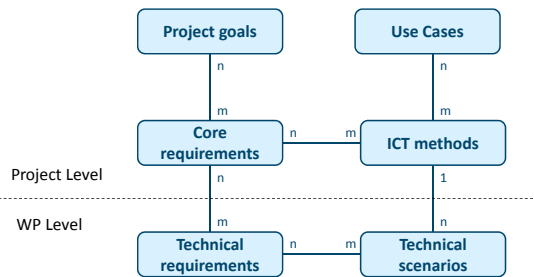 Project goals
Use Cases
n
n
m
m
Core
requirements
n
m
ICT methods
Project Level
n
1
WP Level
m
n
Technical
requirements
n
m
Technical
scenarios